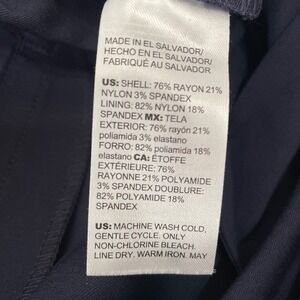 MADE IN EL SALVADOR/
HECHO EN EL SALVADOR/
FABRIQUÉ AU SALVADOR/
US: SHELL: 76% RAYON 21%
NYLON 3% SPANDEX
LINING: 82% NYLON 18%
SPANDEX MX: TELA
EXTERIOR: 76% rayón 21%
poliamida 3% elastano
FORRO: 82% poliamida 18%
elastano CA: ÉTOFFE
EXTÉRIEURE: 76%
RAYONNE 21% POLYAMIDE
3% SPANDEX DOUBLURE:
82% POLYAMIDE 18%
SPANDEX
US: MACHINE WASH COLD,
GENTLE CYCLE. ONLY
NON-CHLORINE BLEACH.
LINE DRY. WARM IRON. MAY